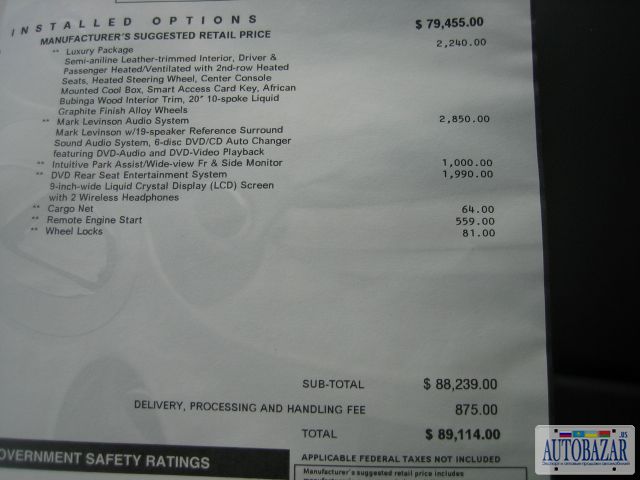 INSTALLED OPTIONS
MANUFACTURER'S SUGGESTED RETAIL PRICE $ 79,455.00
** Luxury Package 2,240.00
Semi-aniline Leather-trimmed Interior, Driver &
Passenger Heated/Ventilated with 2nd-row Heated
Seats, Heated Steering Wheel, Center Console
Mounted Cool Box, Smart Access Card Key, African
Bubinga Wood Interior Trim, 20" 10-spoke Liquid
Graphite Finish Alloy Wheels
** Mark Levinson Audio System 2,850.00
Mark Levinson w/19-speaker Reference Surround
Sound Audio System, 6-disc DVD/CD Auto Changer
featuring DVD-Audio and DVD-Video Playback
** Intuitive Park Assist/Wide-view Fr & Side Monitor 1,000.00
** DVD Rear Seat Entertainment System 1,990.00
9-inch-wide Liquid Crystal Display (LCD) Screen
with 2 Wireless Headphones
** Cargo Net 64.00
** Remote Engine Start 559.00
** Wheel Locks 81.00
SUB-TOTAL $ 88,239.00
DELIVERY, PROCESSING AND HANDLING FEE 875.00
TOTAL $ 89,114.00
OVERNMENT SAFETY RATINGS
APPLICABLE FEDERAL TAXES NOT INCLUDED
Manufacturer's suggested retail price includes
AUTOBAZAR.US